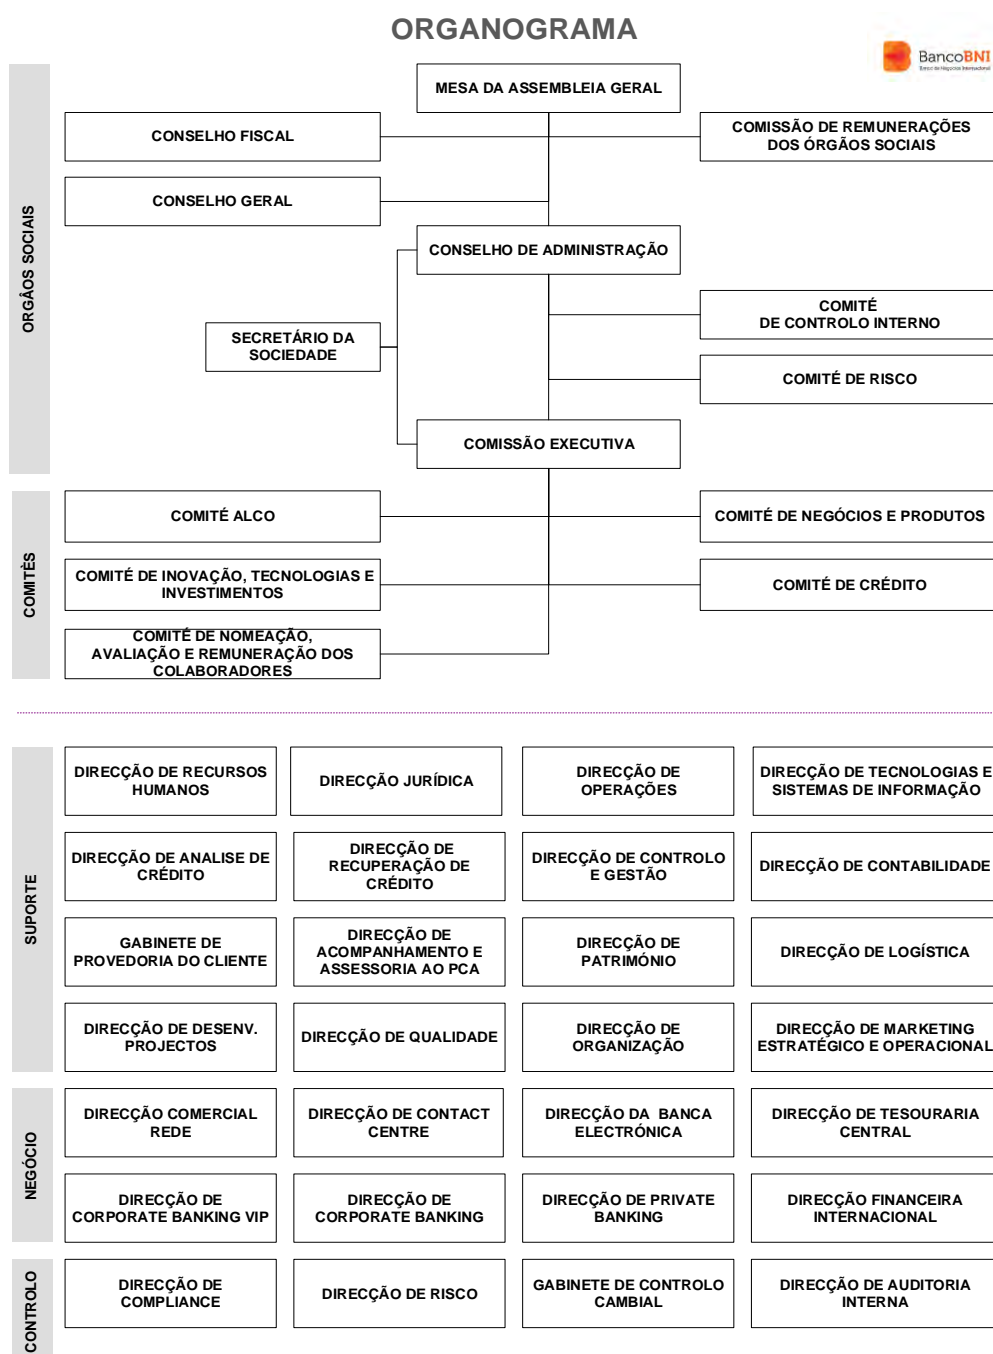 ORGANOGRAMA
BancoBNI
Banco de Negócios Internacional
MESA DA ASSEMBLEIA GERAL
CONSELHO FISCAL
COMISSÃO DE REMUNERAÇÕES
DOS ÓRGÃOS SOCIAIS
CONSELHO GERAL
CONSELHO DE ADMINISTRAÇÃO
ORGÂOS SOCIAIS
COMITÉ
DE CONTROLO INTERNO
SECRETÁRIO DA
SOCIEDADE
COMITÉ DE RISCO
COMISSÃO EXECUTIVA
COMITÈS
COMITÉ ALCO
COMITÉ DE NEGÓCIOS E PRODUTOS
COMITÉ DE INOVAÇÃO, TECNOLOGIAS E
INVESTIMENTOS
COMITÉ DE CRÉDITO
COMITÉ DE NOMEAÇÃO,
AVALIAÇÃO E REMUNERAÇÃO DOS
COLABORADORES
SUPORTE
DIRECÇÃO DE RECURSOS
HUMANOS
DIRECÇÃO JURÍDICA
DIRECÇÃO DE
OPERAÇÕES
DIRECÇÃO DE TECNOLOGIAS E
SISTEMAS DE INFORMAÇÃO
DIRECÇÃO DE ANALISE DE
CRÉDITO
DIRECÇÃO DE
RECUPERAÇÃO DE
CRÉDITO
DIRECÇÃO DE CONTROLO
E GESTÃO
DIRECÇÃO DE CONTABILIDADE
GABINETE DE
PROVEDORIA DO CLIENTE
DIRECÇÃO DE
ACOMPANHAMENTO E
ASSESSORIA AO PCA
DIRECÇÃO DE
PATRIMÓNIO
DIRECÇÃO DE LOGÍSTICA
DIRECÇÃO DE DESENV.
PROJECTOS
DIRECÇÃO DE QUALIDADE
DIRECÇÃO DE
ORGANIZAÇÃO
DIRECÇÃO DE MARKETING
ESTRATÉGICO E OPERACIONAL
NEGÓCIO
DIRECÇÃO COMERCIAL
REDE
DIRECÇÃO DE CONTACT
CENTRE
DIRECÇÃO DA BANCA
ELECTRÓNICA
DIRECÇÃO DE TESOURARIA
CENTRAL
DIRECÇÃO DE
CORPORATE BANKING VIP
DIRECÇÃO DE
CORPORATE BANKING
DIRECÇÃO DE PRIVATE
BANKING
DIRECÇÃO FINANCEIRA
INTERNACIONAL
CONTROLO
DIRECÇÃO DE
COMPLIANCE
DIRECÇÃO DE RISCO
GABINETE DE CONTROLO
CAMBIAL
DIRECÇÃO DE AUDITORIA
INTERNA